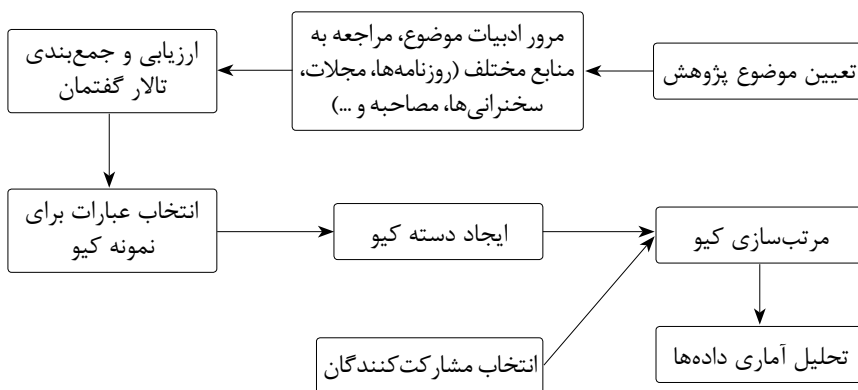 تعیین موضوع پژوهش
مرور ادبیات موضوع، مراجعه به
منابع مختلف (روزنامه‌ها، مجلات،
سخنرانی‌ها، مصاحبه و ...)
ارزیابی و جمع‌بندی
تالار گفتمان
انتخاب عبارات برای
نمونه کیو
ایجاد دسته کیو
مرتب‌سازی کیو
انتخاب مشارکت‌کنندگان
تحلیل آماری داده‌ها